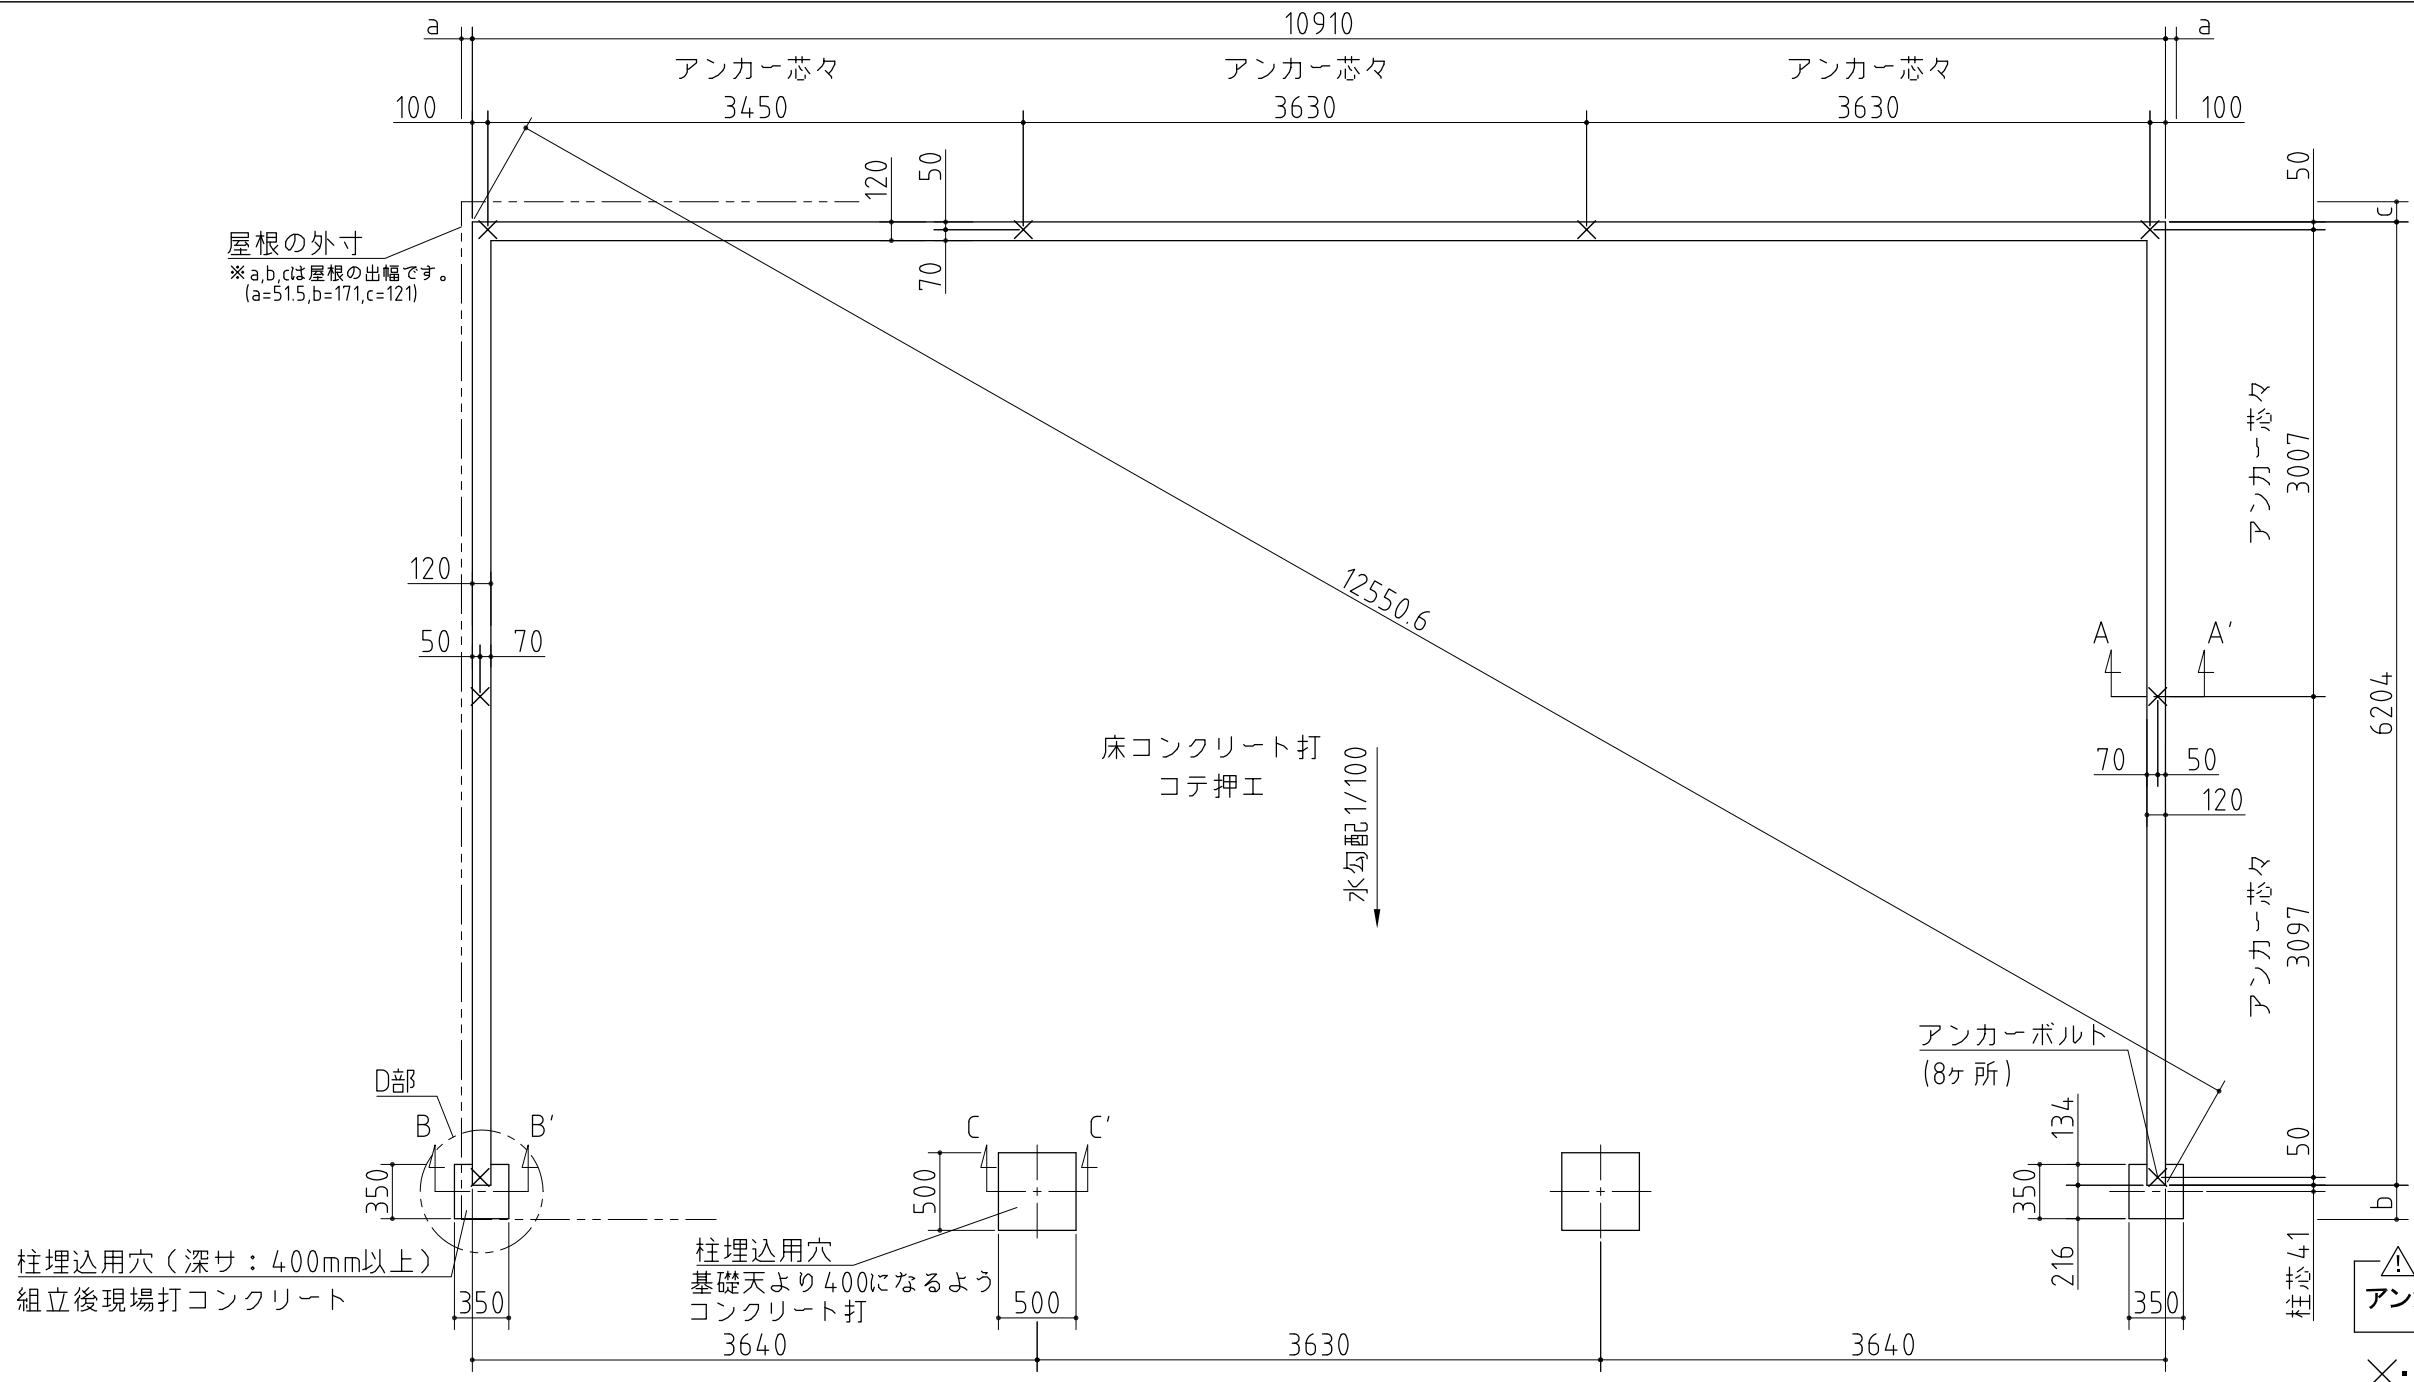 a
10910
a
アンカー芯々
アンカー芯々
アンカー芯々
100
3450
3630
3630
100
120
50
50
c
屋根の外寸
※a,b,cは屋根の出幅です。
(a=51.5,b=171,c=121)
70
アンカー芯々
3007
120
12550.6
50
70
A
A'
6204
床コンクリート打
コテ押エ
水勾配1/100
70
50
120
アンカー芯々
3097
アンカーボルト
(8ヶ所)
D部
B
B'
C
C'
134
50
350
500
350
b
柱埋込用穴(深サ:400mm以上)
組立後現場打コンクリート
柱埋込用穴
基礎天より400になるよう
コンクリート打
216
柱芯41
350
500
350
アン
3640
3630
3640